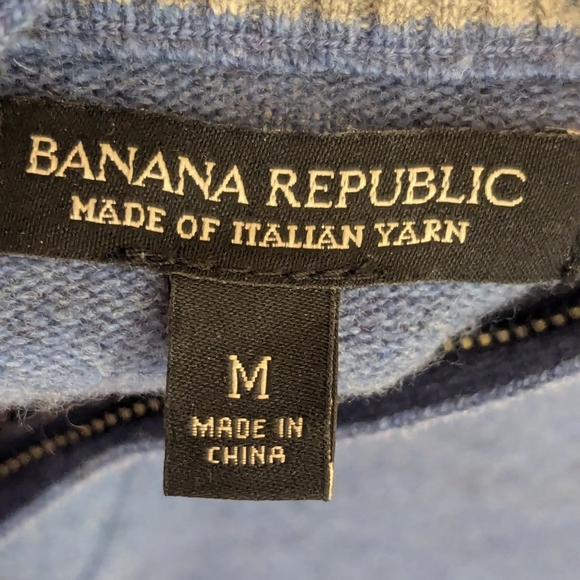 BANANA REPUBLIC
MADE OF ITALIAN YARN
M
MADE IN
CHINA